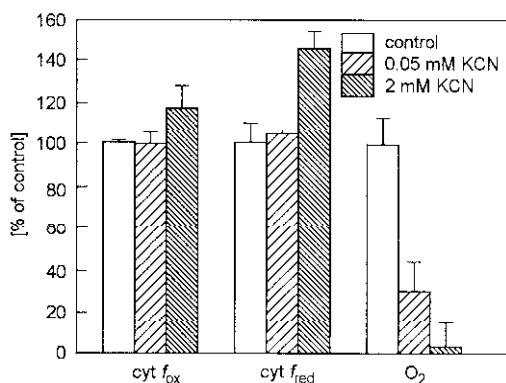 [% of control]
160
140
120
100
80
60
40
20
0
control
0.05 mM KCN
2 mM KCN
cyt fox
cyt fred
O2